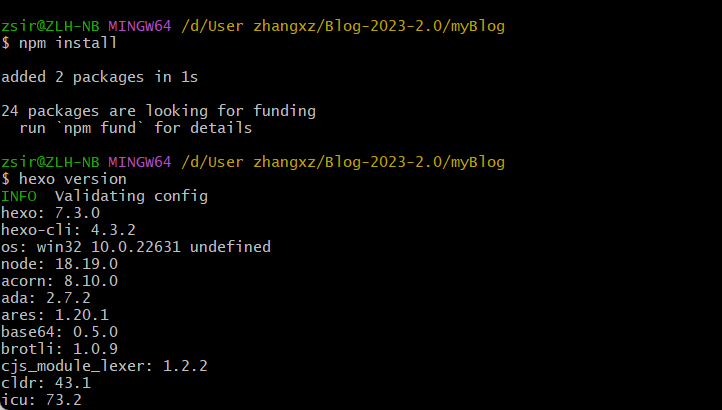 zsir@ZLH-NB MINGW64 /d/User zhangxz/Blog-2023-2.0/myBlog
$ npm install
added 2 packages in 1s
24 packages are looking for funding
  run `npm fund` for details
zsir@ZLH-NB MINGW64 /d/User zhangxz/Blog-2023-2.0/myBlog
$ hexo version
INFO  Validating config
hexo: 7.3.0
hexo-cli: 4.3.2
os: win32 10.0.22631 undefined
node: 18.19.0
acorn: 8.10.0
ada: 2.7.2
ares: 1.20.1
base64: 0.5.0
brotli: 1.0.9
cjs_module_lexer: 1.2.2
cldr: 43.1
icu: 73.2